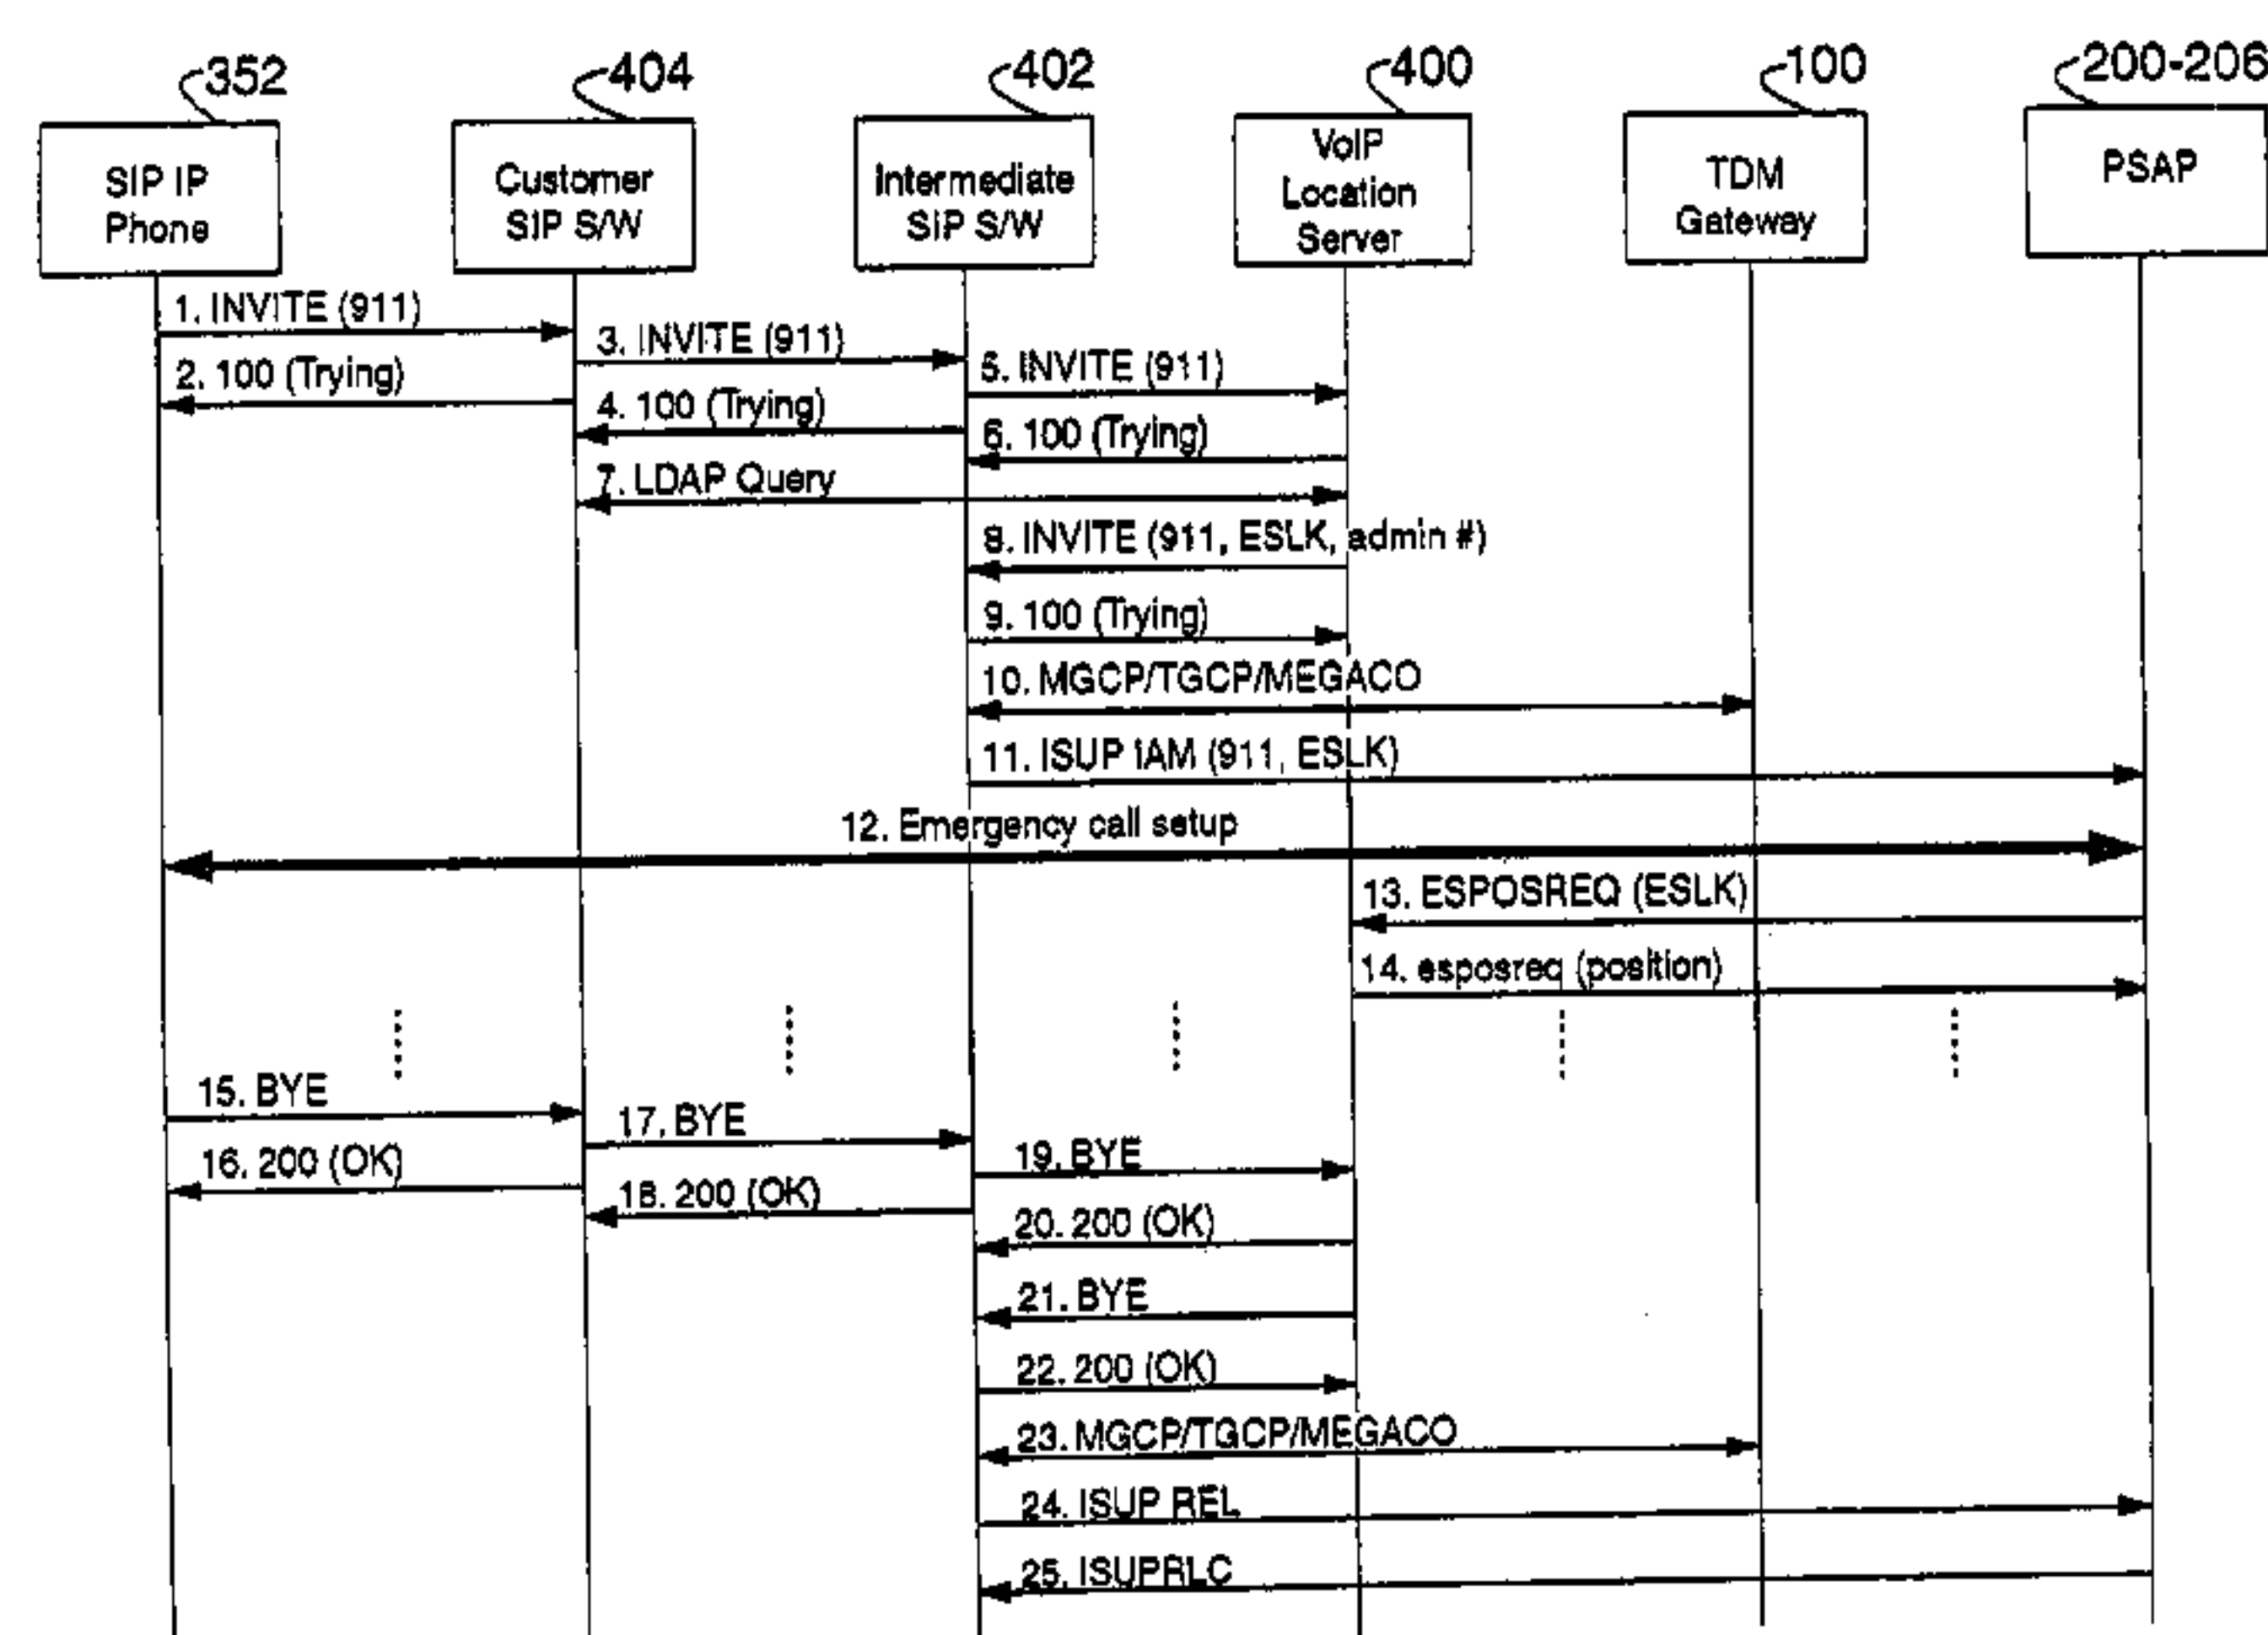 352
404
402
400
100
200-206
SIP IP
Phone
Customer
SIP S/W
Intermediate
SIP S/W
VoIP
Location
Server
TDM
Gateway
PSAP
1. INVITE (911)
2. 100 (Trying)
3. INVITE (911)
4. 100 (Trying)
5. INVITE (911)
6. 100 (Trying)
7. LDAP Query
8. INVITE (911, ESLK, admin #)
9. 100 (Trying)
10. MGCP/TGCP/MEGACO
11. ISUP IAM (911, ESLK)
12. Emergency call setup
13. ESPOSREQ (ESLK)
14. esposreq (position)
15. BYE
16. 200 (OK)
17. BYE
18. 200 (OK)
19. BYE
20. 200 (OK)
21. BYE
22. 200 (OK)
23. MGCP/TGCP/MEGACO
24. ISUP REL
25. ISUPRLC